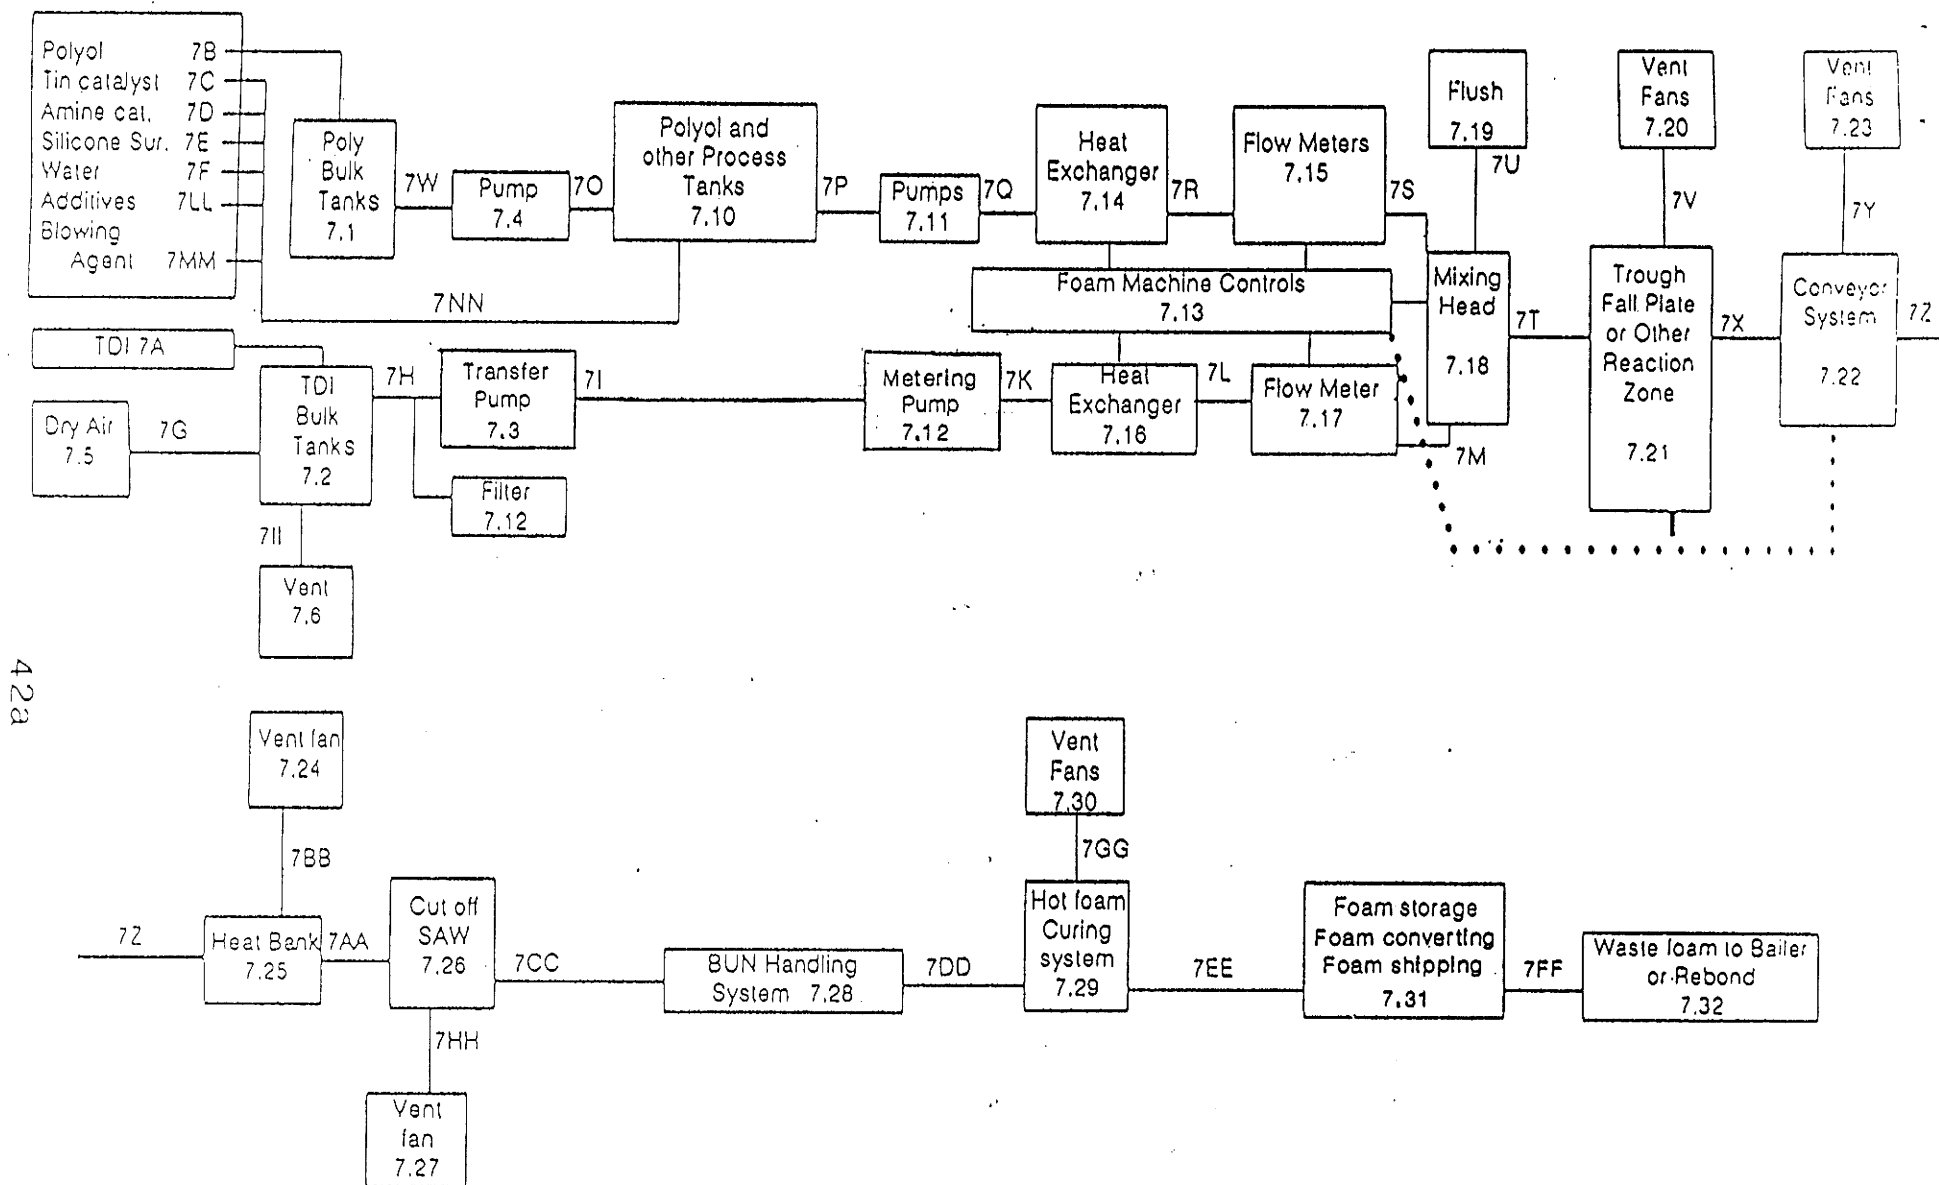 Polyol 7B
Tin catalyst 7C
Amine cat. 7D
Silicone Sur. 7E
Water 7F
Additives 7LL
Blowing
Agent 7MM
Poly
Bulk
Tanks
7.1
7W
Pump
7.4
7O
Polyol and
other Process
Tanks
7.10
7P
Pumps
7.11
7Q
Heat
Exchanger
7.14
7R
Flow Meters
7.15
7S
Flush
7.19
7U
Vent
Fans
7.20
7V
Vent
Fans
7.23
7Y
7NN
Foam Machine Controls
7.13
Mixing
Head
7.18
7T
Trough
Fall Plate
or Other
Reaction
Zone
7.21
7X
Conveyor
System
7.22
7Z
TDI 7A
Dry Air
7.5
7G
TDI
Bulk
Tanks
7.2
7H
Transfer
Pump
7.3
7I
Filter
7.12
Metering
Pump
7.12
7K
Heat
Exchanger
7.16
7L
Flow Meter
7.17
7M
7II
Vent
7.6
42a
Vent fan
7.24
7BB
7Z
Heat Bank
7.25
7AA
Cut off
SAW
7.26
7HH
Vent
fan
7.27
7CC
BUN Handling
System 7.28
7DD
Vent
Fans
7.30
7GG
Hot foam
Curing
system
7.29
7EE
Foam storage
Foam converting
Foam shipping
7.31
7FF
Waste foam to Bailer
or Rebond
7.32